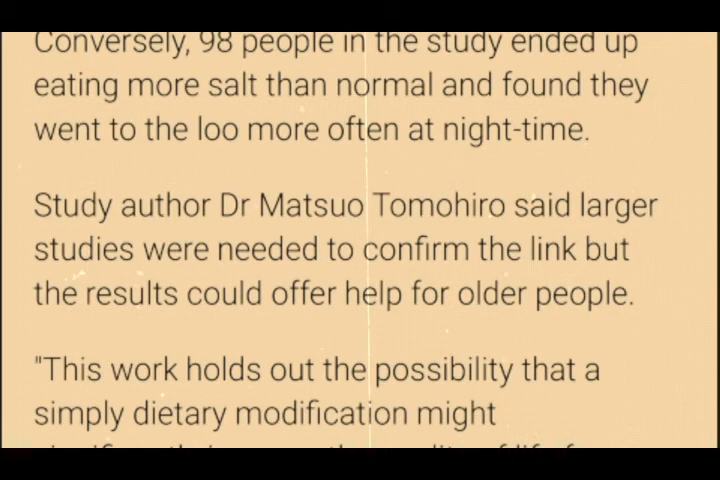 Conversely, 98 people in the study ended up
eating more salt than normal and found they
went to the loo more often at night-time.
Study author Dr Matsuo Tomohiro said larger
studies were needed to confirm the link but
the results could offer help for older people.
"This work holds out the possibility that a
simply dietary modification might